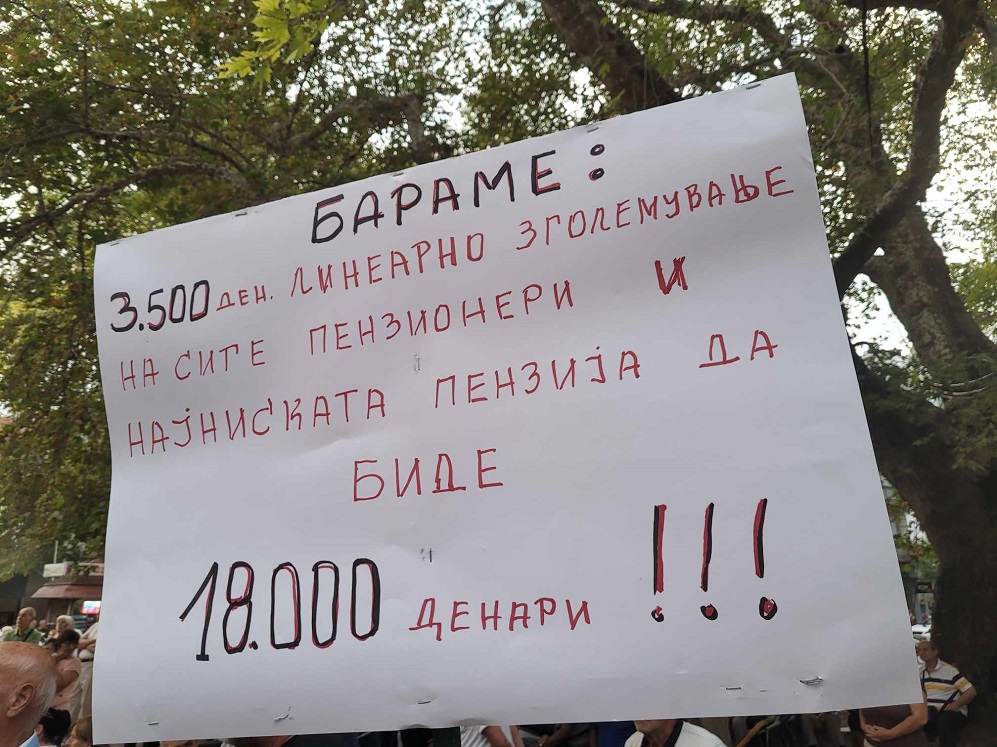 БАРАМЕ:
3.500 ДЕН. ЛИНЕАРНО ЗГОЛЕМУВАЊЕ
НА СИТЕ ПЕНЗИОНЕРИ И
НАЈНИСКАТА ПЕНЗИЈА ДА
БИДЕ
18.000 ДЕНАРИ !!!